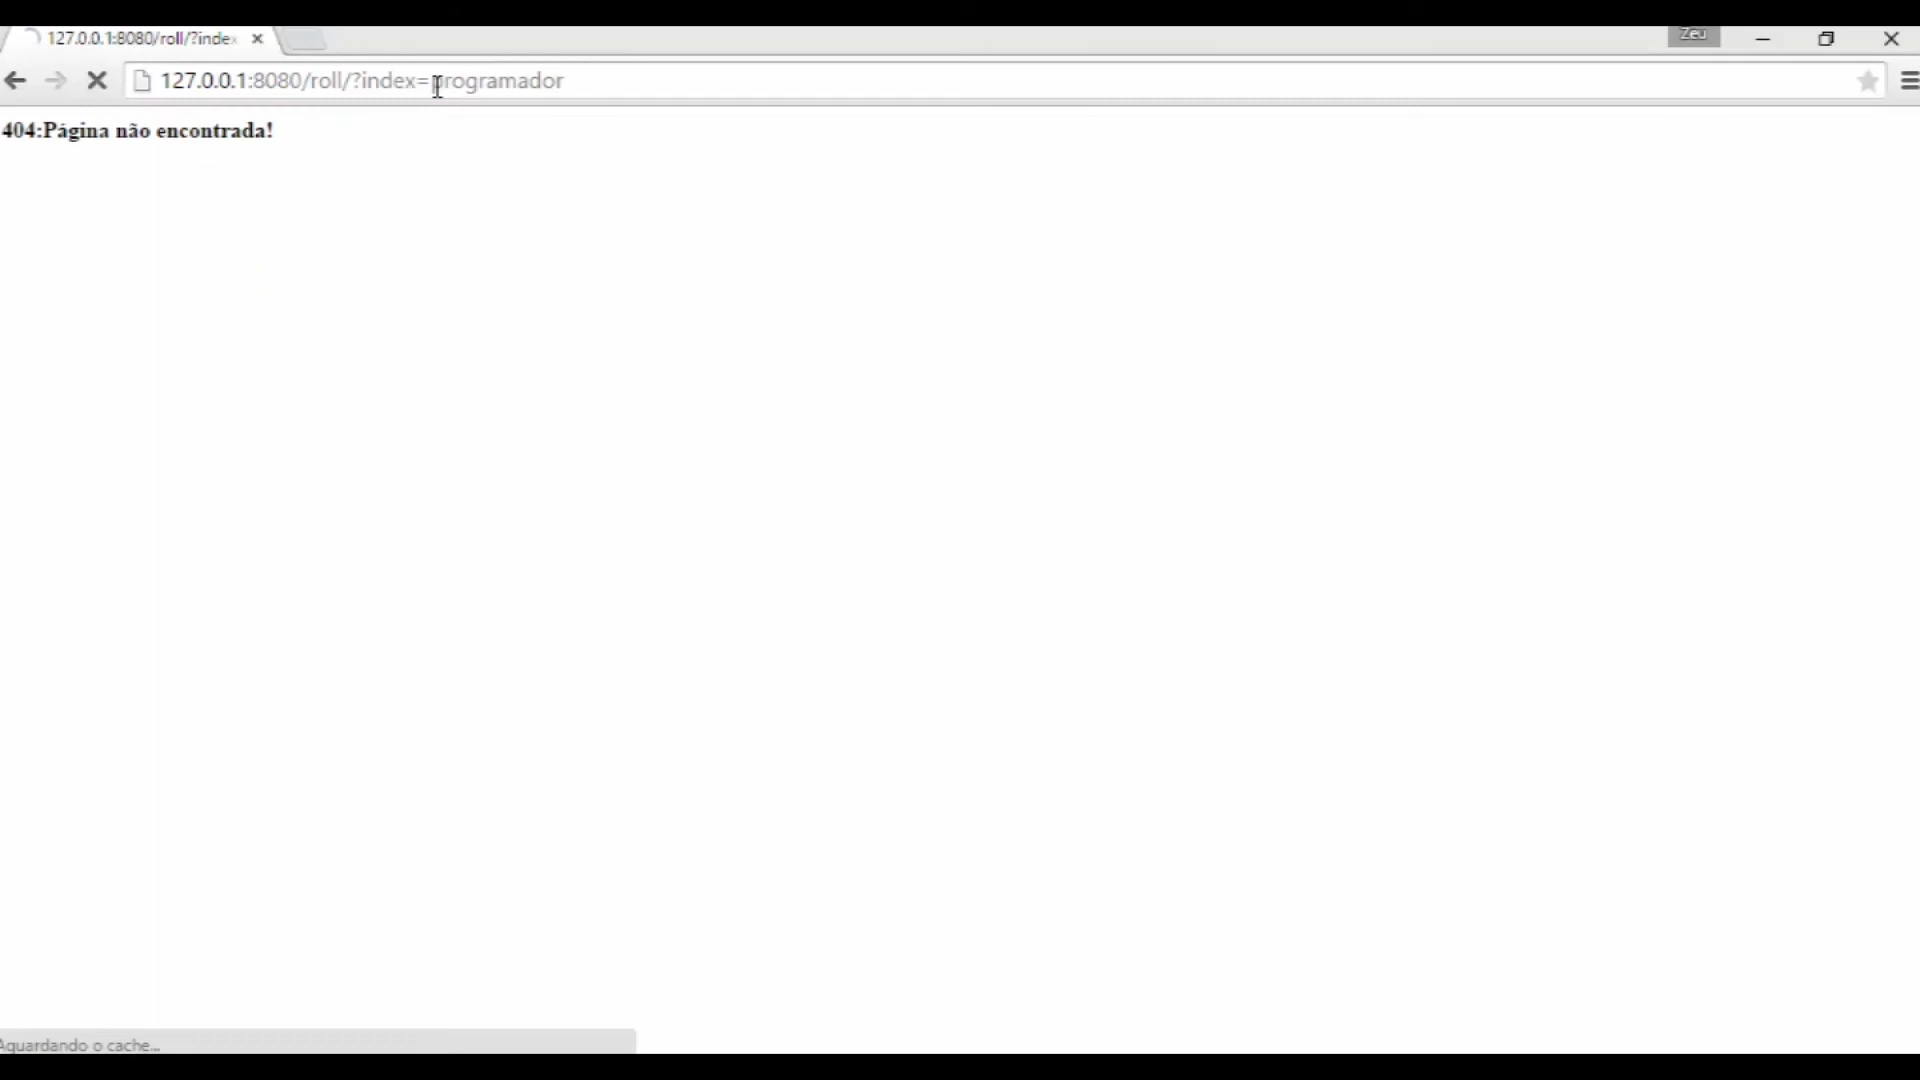 127.0.0.1:8080/roll/?index
Zeu
127.0.0.1:8080/roll/?index=programador
404:Página não encontrada!
Aguardando o cache...